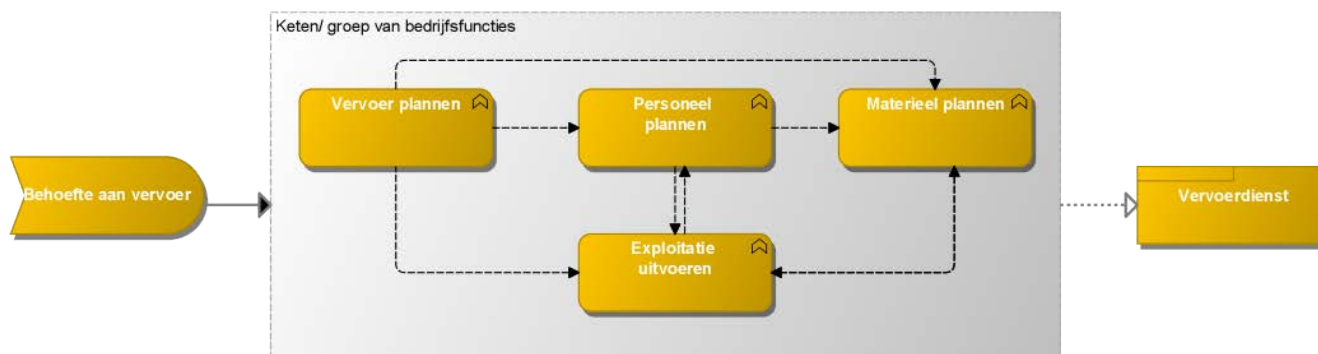 Keten/ groep van bedrijfsfuncties
Vervoer plannen
Personeel
plannen
Materieel plannen
Behoefte aan vervoer
Vervoerdienst
Exploitatie
uitvoeren